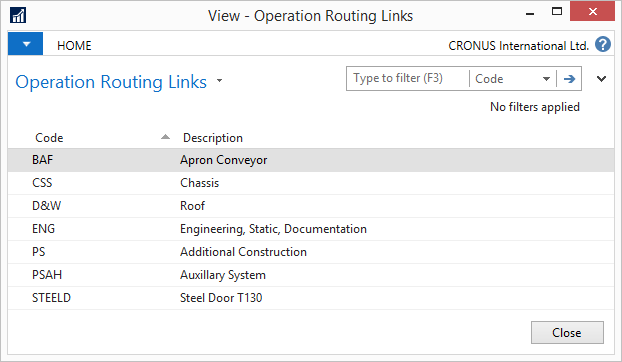 View - Operation Routing Links
HOME CRONUS International Ltd. ?
Operation Routing Links
Type to filter (F3) Code
No filters applied
Code Description
BAF Apron Conveyor
CSS Chassis
D&W Roof
ENG Engineering, Static, Documentation
PS Additional Construction
PSAH Auxillary System
STEELD Steel Door T130
Close